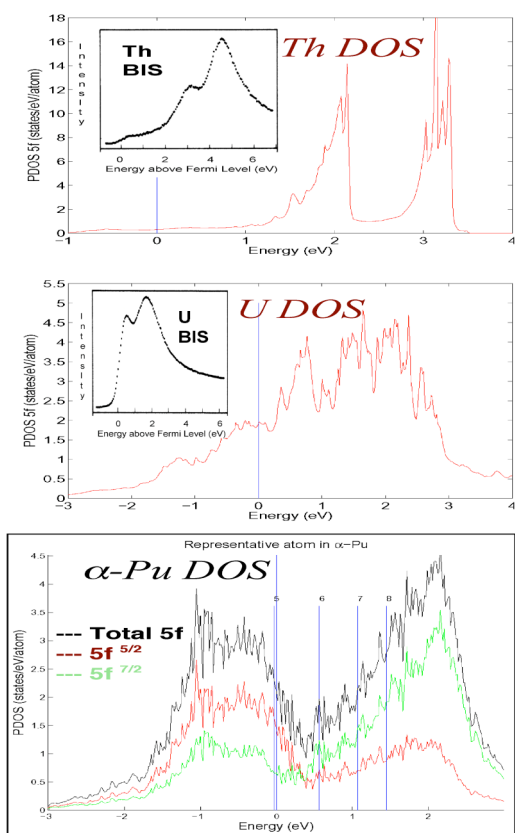 Th DOS
PDOS 5f (states/eV/atom)
18
16
14
12
10
8
6
4
2
0
Th
BIS
Intensity
0 2 4 6
Energy above Fermi Level (eV)
-1 0 1 2 3 4
Energy (eV)
U DOS
PDOS 5f (states/eV/atom)
5.5
5
4.5
4
3.5
3
2.5
2
1.5
1
0.5
U
BIS
Intensity
0 2 4 6
Energy above Fermi Level (eV)
-3 -2 -1 0 1 2 3 4
Energy (eV)
Representative atom in α-Pu
α-Pu DOS
PDOS (states/eV/atom)
4.5
4
3.5
3
2.5
2
1.5
1
0.5
0
5 6 7 8
Total 5f
5f 5/2
5f 7/2
-3 -2 -1 0 1 2
Energy (eV)